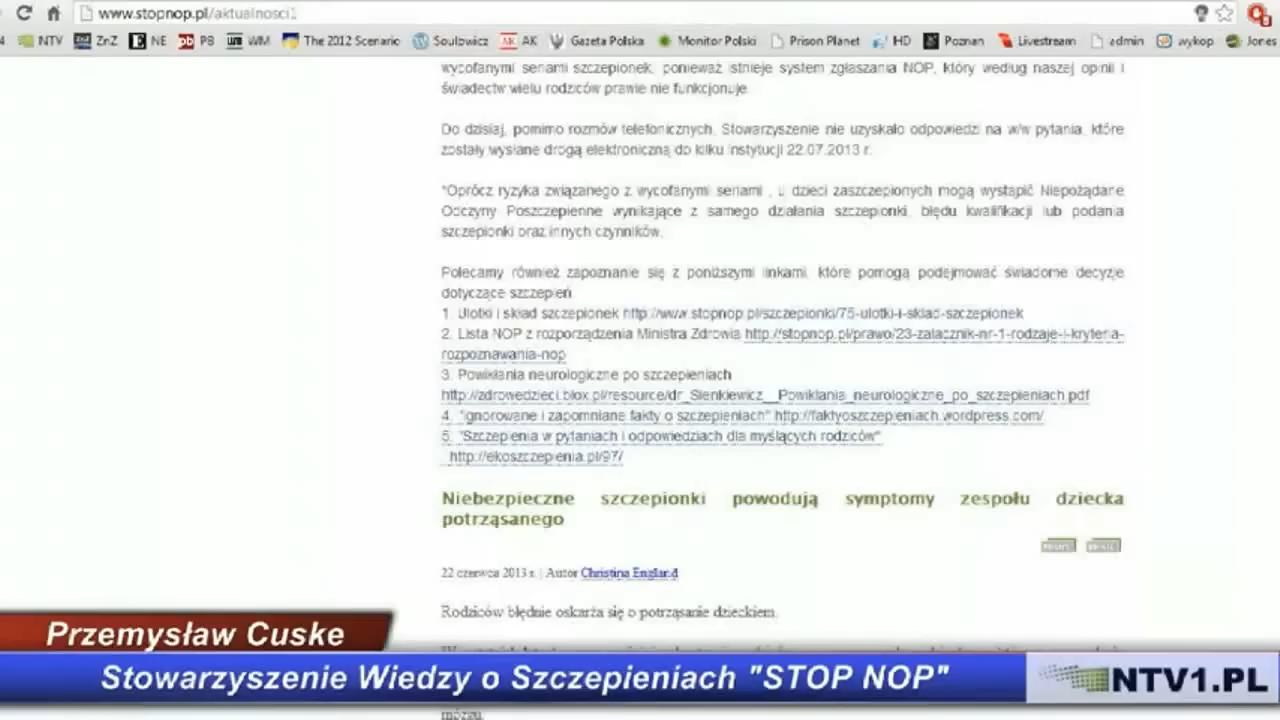 www.stopnop.pl/aktualnosci1
NTV ZnZ NE PB WM The 2012 Scenario Soulowicz AK Gazeta Polska Monitor Polski Prison Planet HD Poznan Livestream admin wykop Jones
wycofanymi seriami szczepionek, ponieważ istnieje system zgłaszania NOP, który według naszej opinii i
świadectw wielu rodziców prawie nie funkcjonuje.
Do dzisiaj, pomimo rozmów telefonicznych, Stowarzyszenie nie uzyskało odpowiedzi na w/w pytania, które
zostały wysłane drogą elektroniczną do kilku instytucji 22.07.2013 r.
*Oprócz ryzyka związanego z wycofanymi seriami , u dzieci zaszczepionych mogą wystąpić Niepożądane
Odczyny Poszczepienne wynikające z samego działania szczepionki, błędu kwalifikacji lub podania
szczepionki oraz innych czynników.
Polecamy również zapoznanie się z poniższymi linkami, które pomogą podejmować świadome decyzje
dotyczące szczepień
1. Ulotki i skład szczepionek http://www.stopnop.pl/szczepionki/75-ulotki-i-sklad-szczepionek
2. Lista NOP z rozporządzenia Ministra Zdrowia http://stopnop.pl/prawo/23-zalacznik-nr-1-rodzaje-i-kryteria-
rozpoznawania-nop
3. Powikłania neurologiczne po szczepieniach
http://zdrowedzieci.blox.pl/resource/dr_Sienkiewicz__Powiklania_neurologiczne_po_szczepieniach.pdf
4. "Ignorowane i zapomniane fakty o szczepieniach" http://faktyoszczepieniach.wordpress.com/
5. "Szczepienia w pytaniach i odpowiedziach dla myślących rodziców"
http://ekoszczepienia.pl/97/
Niebezpieczne szczepionki powodują symptomy zespołu dziecka
potrząsanego
22 czerwca 2013 r. | Autor Christina England
Rodziców błędnie oskarża się o potrząsanie dzieckiem.
Przemysław Cuske
Stowarzyszenie Wiedzy o Szczepieniach "STOP NOP"
NTV1.PL
mózgu.